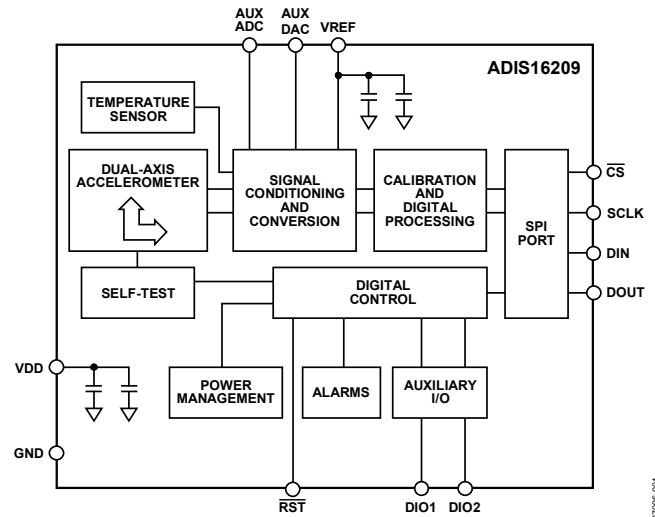 AUX
ADC
AUX
DAC
VREF
ADIS16209
TEMPERATURE
SENSOR
DUAL-AXIS
ACCELEROMETER
SIGNAL
CONDITIONING
AND
CONVERSION
CALIBRATION
AND
DIGITAL
PROCESSING
SPI
PORT
CS
SCLK
DIN
DOUT
SELF-TEST
DIGITAL
CONTROL
VDD
POWER
MANAGEMENT
ALARMS
AUXILIARY
I/O
GND
RST
DIO1
DIO2